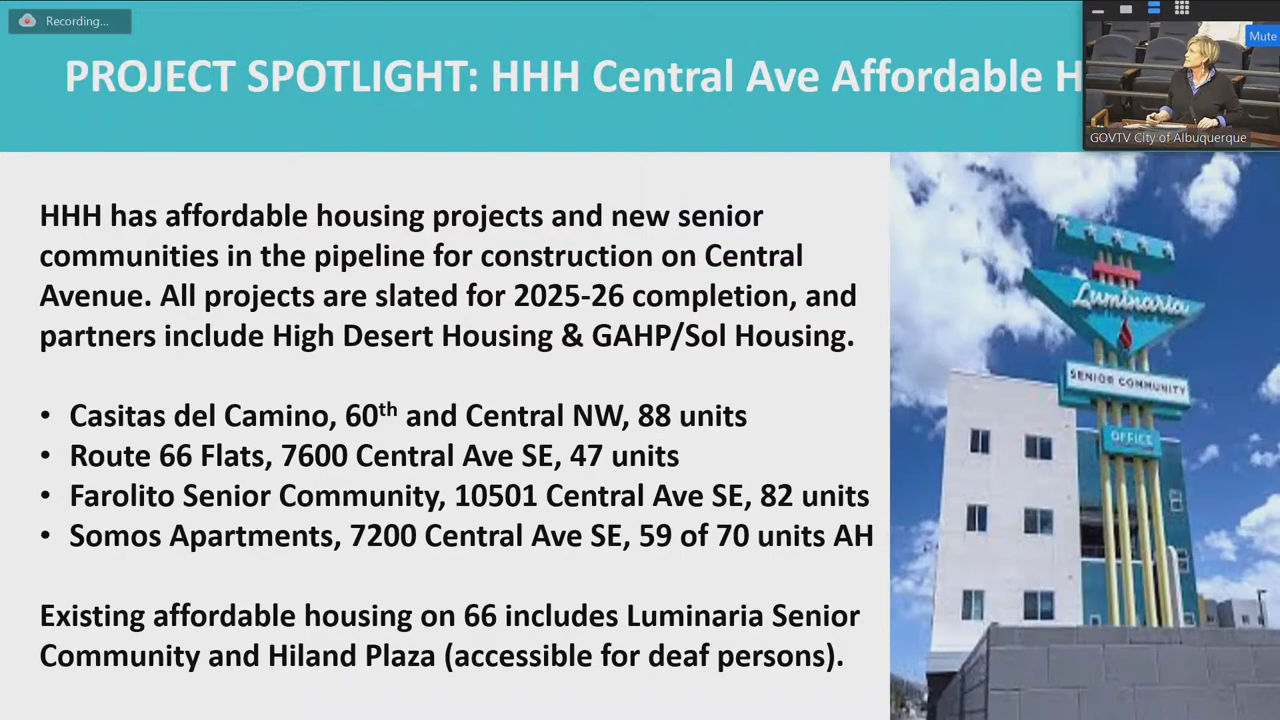 Recording...
PROJECT SPOTLIGHT: HHH Central Ave Affordable H
Mute
GOVTV City of Albuquerque
HHH has affordable housing projects and new senior
communities in the pipeline for construction on Central
Avenue. All projects are slated for 2025-26 completion, and
partners include High Desert Housing & GAHP/Sol Housing.
• Casitas del Camino, 60th and Central NW, 88 units
• Route 66 Flats, 7600 Central Ave SE, 47 units
• Farolito Senior Community, 10501 Central Ave SE, 82 units
• Somos Apartments, 7200 Central Ave SE, 59 of 70 units AH
Existing affordable housing on 66 includes Luminaria Senior
Community and Hiland Plaza (accessible for deaf persons).
Luminaria
SENIOR COMMUNITY
OFFICE